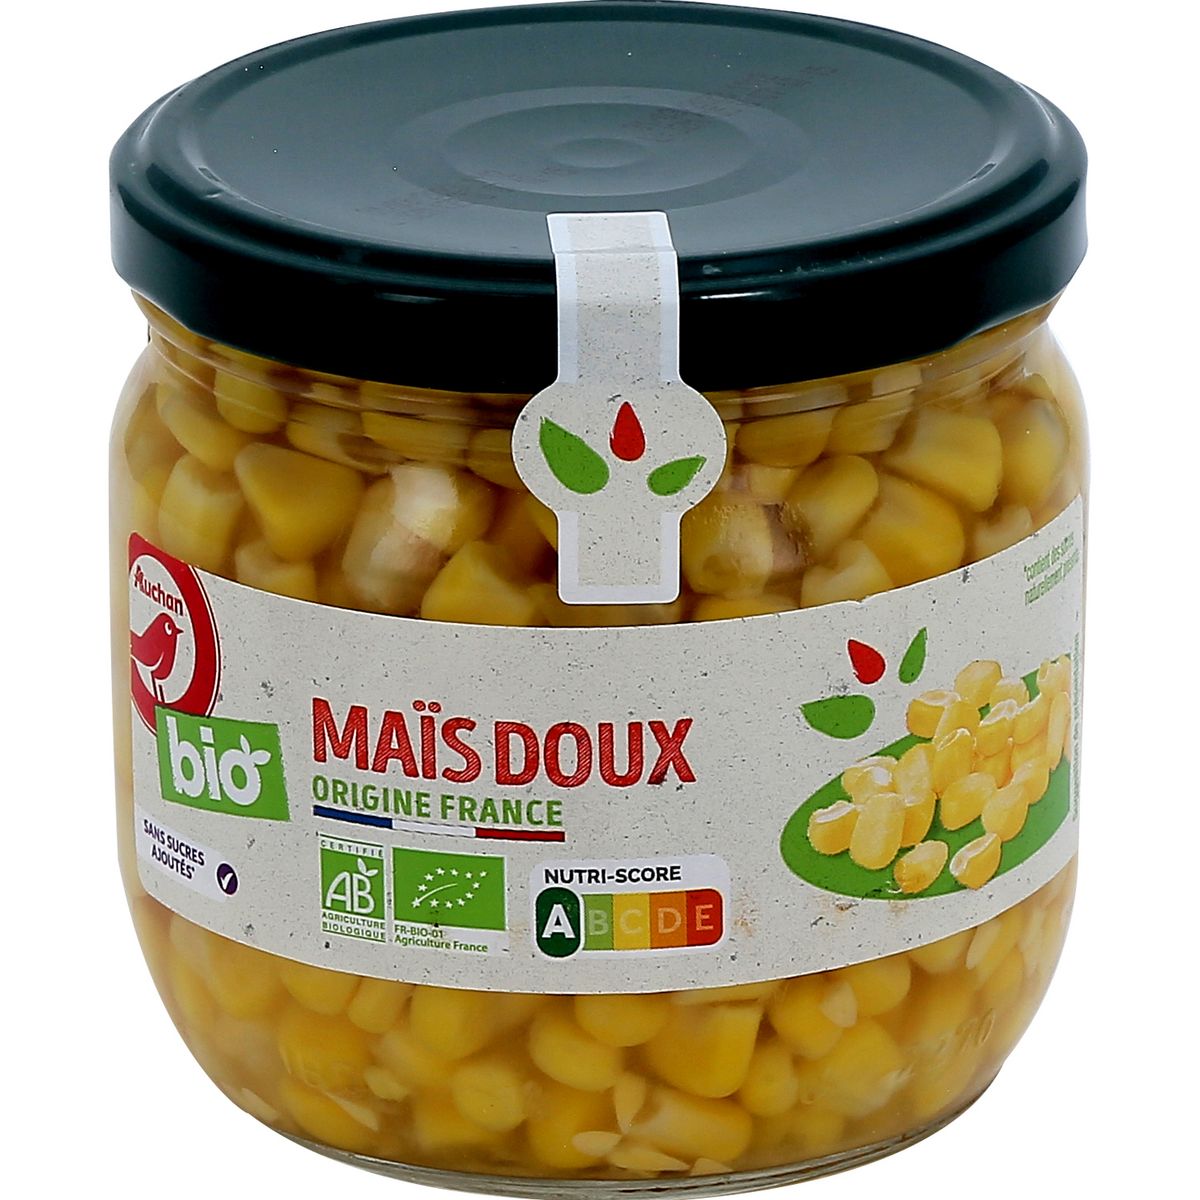 Auchan
bio
MAÏS DOUX
ORIGINE FRANCE
SANS SUCRES
AJOUTÉS*
CERTIFIÉ
AB
AGRICULTURE
BIOLOGIQUE
FR-BIO-01
Agriculture France
NUTRI-SCORE
A B C D E
*contient des sucres
naturellement